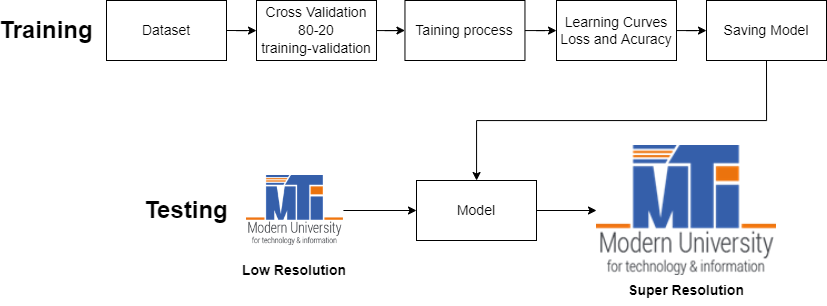 Training
Dataset
Cross Validation
80-20
training-validation
Taining process
Learning Curves
Loss and Acuracy
Saving Model
Testing
MTi
Modern University
for technology & information
Low Resolution
Model
MTi
Modern University
for technology & information
Super Resolution